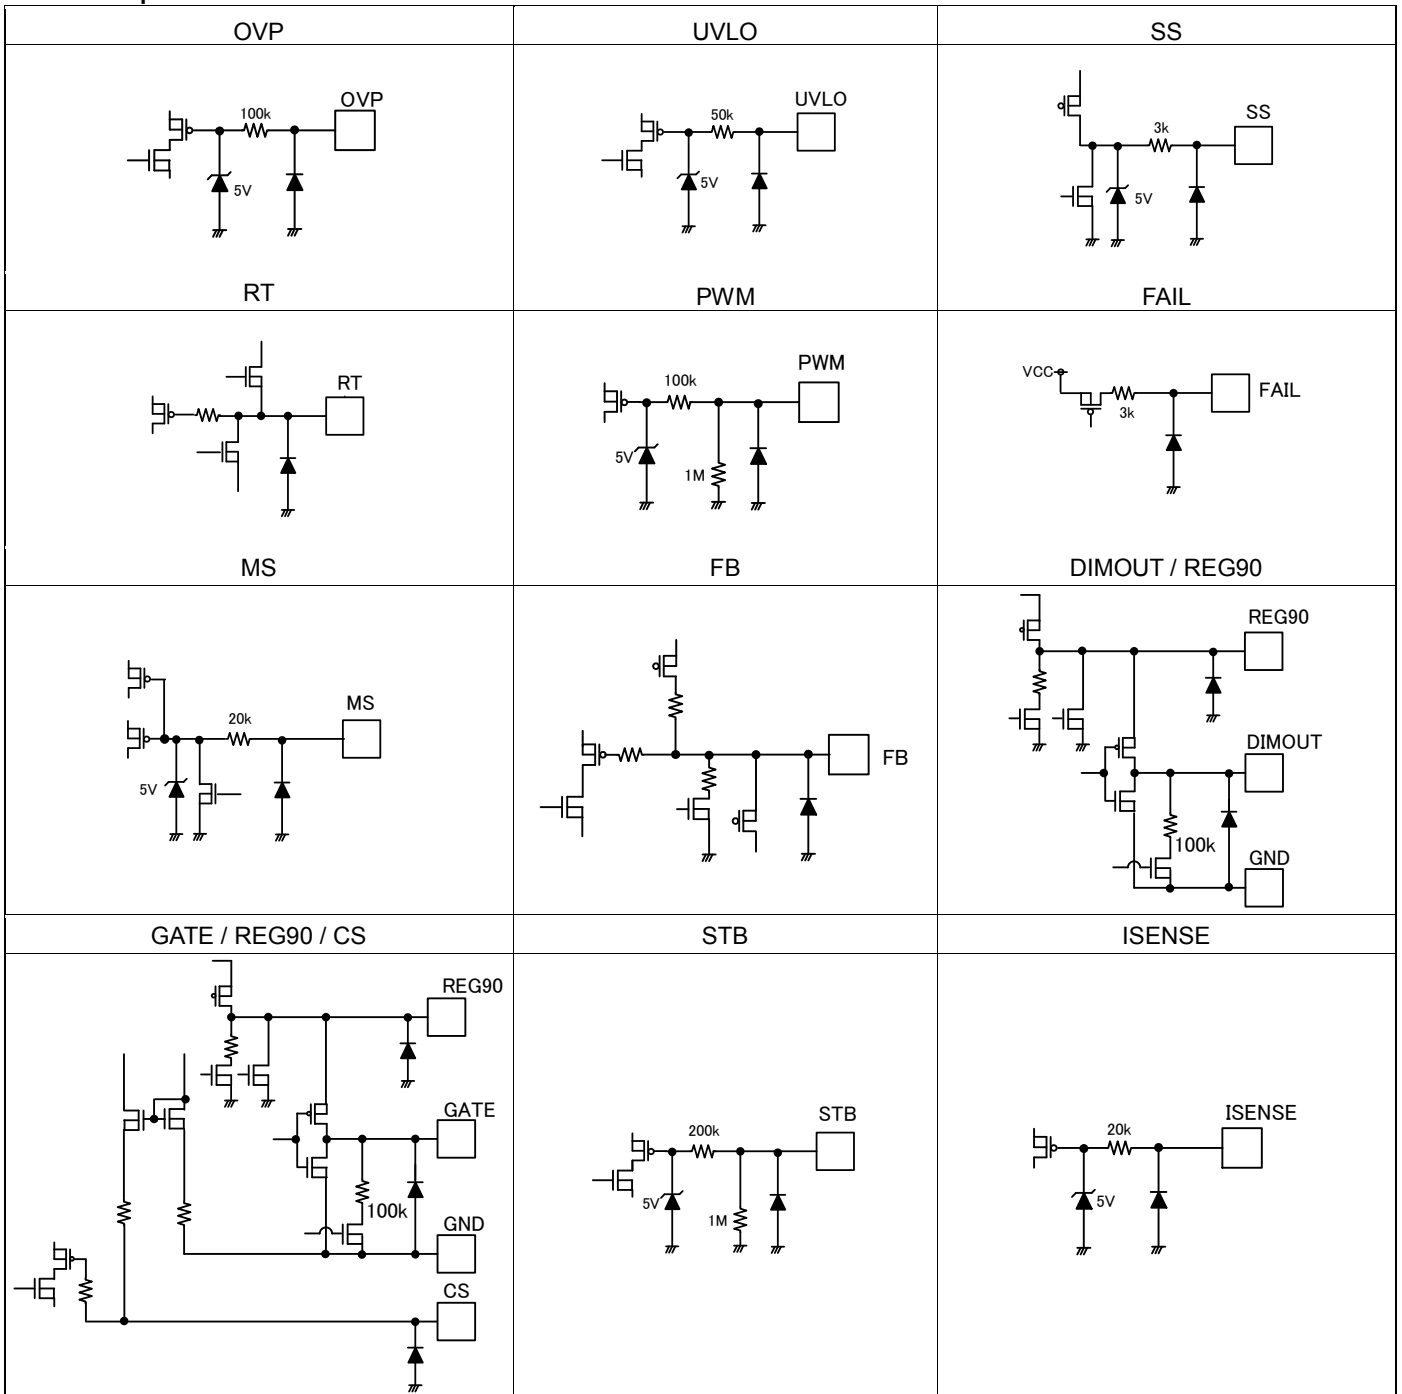 OVP
UVLO
SS
OVP
100k
5V
UVLO
50k
5V
SS
3k
5V
RT
PWM
FAIL
RT
PWM
100k
5V
1M
VCC
3k
FAIL
MS
FB
DIMOUT / REG90
MS
20k
5V
FB
REG90
DIMOUT
100k
GND
GATE / REG90 / CS
STB
ISENSE
REG90
GATE
100k
GND
CS
STB
200k
5V
1M
ISENSE
20k
5V